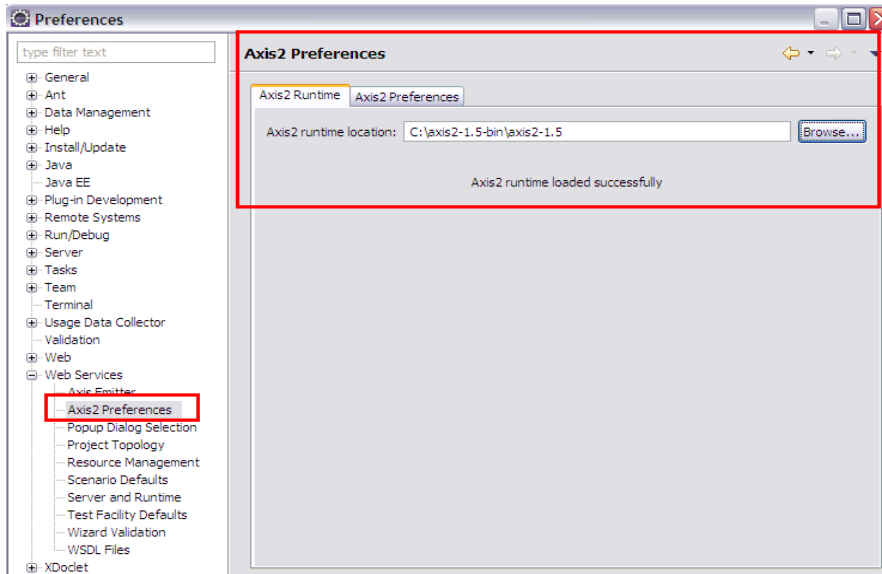 Preferences
type filter text
General
Ant
Data Management
Help
Install/Update
Java
Java EE
Plug-in Development
Remote Systems
Run/Debug
Server
Tasks
Team
Terminal
Usage Data Collector
Validation
Web
Web Services
Axis Emitter
Axis2 Preferences
Popup Dialog Selection
Project Topology
Resource Management
Scenario Defaults
Server and Runtime
Test Facility Defaults
Wizard Validation
WSDL Files
XDoclet
Axis2 Preferences
Axis2 Runtime Axis2 Preferences
Axis2 runtime location: C:\axis2-1.5-bin\axis2-1.5 Browse...
Axis2 runtime loaded successfully